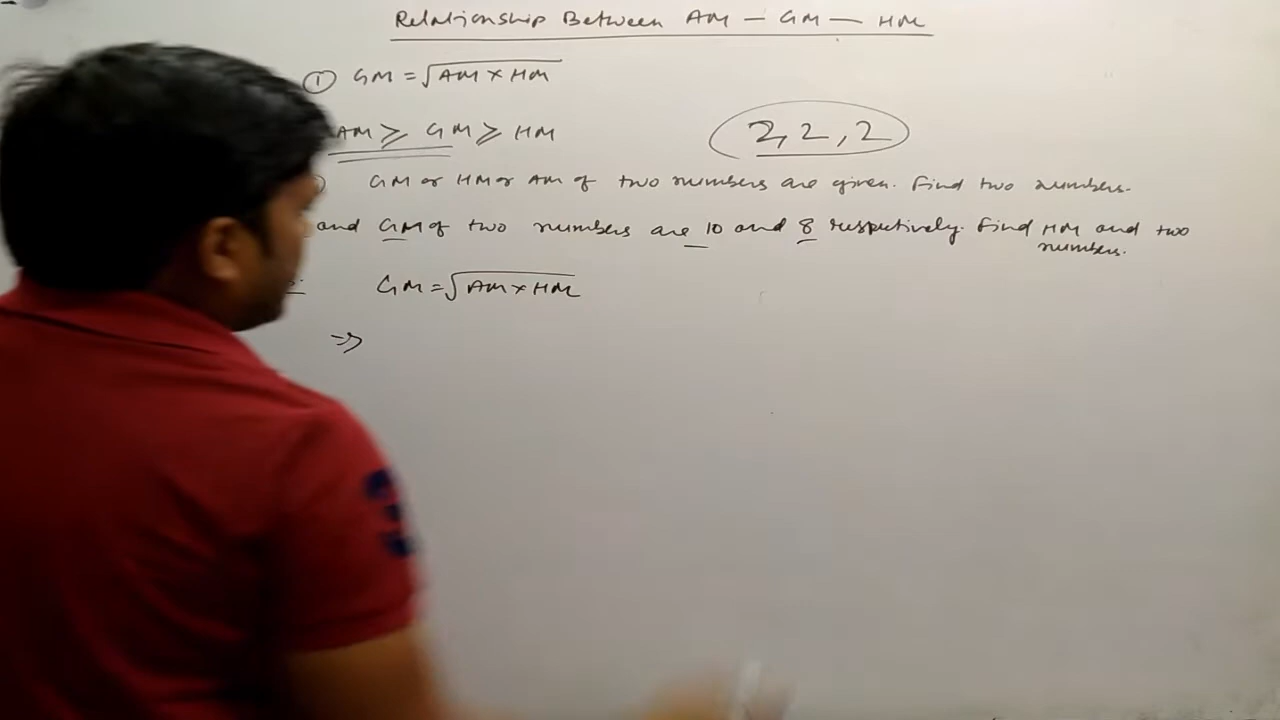 Relationship Between AM – GM – HM
① GM = √AM × HM
AM ⩾ GM ⩾ HM
2, 2, 2
GM or HM or AM of two numbers are given. Find two numbers.
and GM of two numbers are 10 and 8 respectively. Find HM and two numbers.
GM = √AM × HM
⇒
3